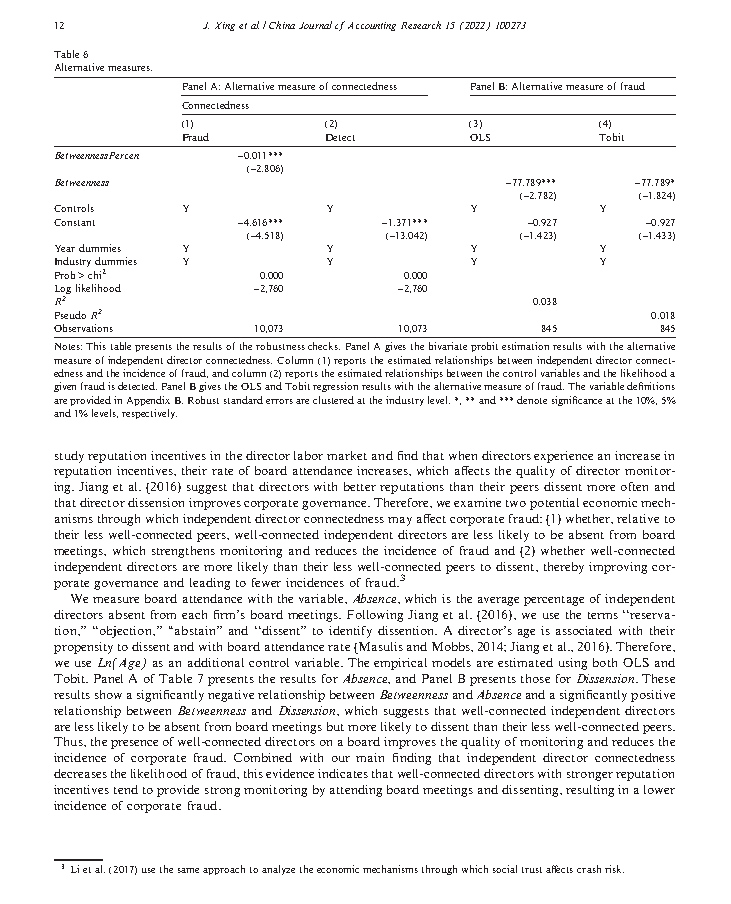 12
J. Xing et al. / China Journal of Accounting Research 15 (2022) 100273
Table 6
Alternative measures.
Panel A: Alternative measure of connectedness Panel B: Alternative measure of fraud
Connectedness
(1) (2) (3) (4)
Fraud Detect OLS Tobit
BetweennessPercen −0.011***
(−2.806)
Betweenness −77.789*** −77.789*
(−2.782) (−1.824)
Controls Y Y Y Y
Constant −4.616*** −1.371*** −0.927 −0.927
(−4.518) (−13.042) (−1.423) (−1.433)
Year dummies Y Y Y Y
Industry dummies Y Y Y Y
Prob > chi² 0.000 0.000
Log likelihood −2,760 −2,760
R² 0.038
Pseudo R² 0.018
Observations 10,073 10,073 845 845
Notes: This table presents the results of the robustness checks. Panel A gives the bivariate probit estimation results with the alternative
measure of independent director connectedness. Column (1) reports the estimated relationships between independent director connect-
edness and the incidence of fraud, and column (2) reports the estimated relationships between the control variables and the likelihood a
given fraud is detected. Panel B gives the OLS and Tobit regression results with the alternative measure of fraud. The variable definitions
are provided in Appendix B. Robust standard errors are clustered at the industry level. *, ** and *** denote significance at the 10%, 5%
and 1% levels, respectively.
study reputation incentives in the director labor market and find that when directors experience an increase in
reputation incentives, their rate of board attendance increases, which affects the quality of director monitor-
ing. Jiang et al. (2016) suggest that directors with better reputations than their peers dissent more often and
that director dissension improves corporate governance. Therefore, we examine two potential economic mech-
anisms through which independent director connectedness may affect corporate fraud: (1) whether, relative to
their less well-connected peers, well-connected independent directors are less likely to be absent from board
meetings, which strengthens monitoring and reduces the incidence of fraud and (2) whether well-connected
independent directors are more likely than their less well-connected peers to dissent, thereby improving cor-
porate governance and leading to fewer incidences of fraud.³
We measure board attendance with the variable, Absence, which is the average percentage of independent
directors absent from each firm's board meetings. Following Jiang et al. (2016), we use the terms “reserva-
tion,” “objection,” “abstain” and “dissent” to identify dissention. A director's age is associated with their
propensity to dissent and with board attendance rate (Masulis and Mobbs, 2014; Jiang et al., 2016). Therefore,
we use Ln(Age) as an additional control variable. The empirical models are estimated using both OLS and
Tobit. Panel A of Table 7 presents the results for Absence, and Panel B presents those for Dissension. These
results show a significantly negative relationship between Betweenness and Absence and a significantly positive
relationship between Betweenness and Dissension, which suggests that well-connected independent directors
are less likely to be absent from board meetings but more likely to dissent than their less well-connected peers.
Thus, the presence of well-connected directors on a board improves the quality of monitoring and reduces the
incidence of corporate fraud. Combined with our main finding that independent director connectedness
decreases the likelihood of fraud, this evidence indicates that well-connected directors with stronger reputation
incentives tend to provide strong monitoring by attending board meetings and dissenting, resulting in a lower
incidence of corporate fraud.
³ Li et al. (2017) use the same approach to analyze the economic mechanisms through which social trust affects crash risk.